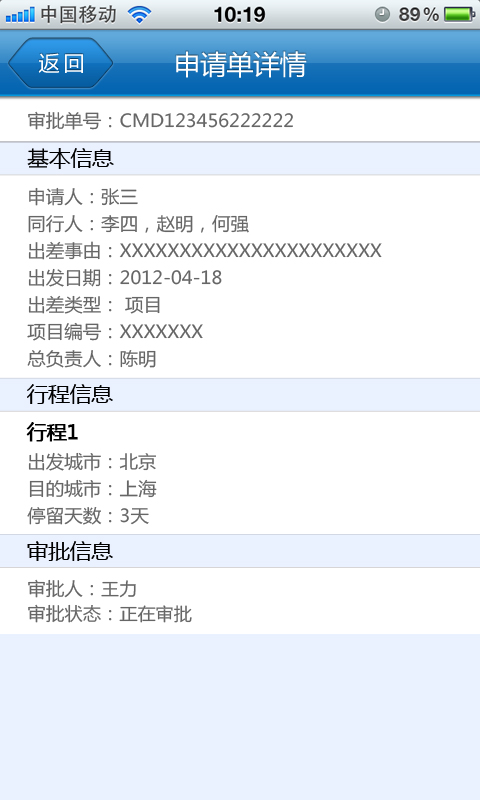 中国移动 10:19 89%
返回 申请单详情
审批单号：CMD123456222222
基本信息
申请人：张三
同行人：李四，赵明，何强
出差事由：XXXXXXXXXXXXXXXXXXXXXX
出发日期：2012-04-18
出差类型： 项目
项目编号：XXXXXXX
总负责人：陈明
行程信息
行程1
出发城市：北京
目的城市：上海
停留天数：3天
审批信息
审批人：王力
审批状态：正在审批